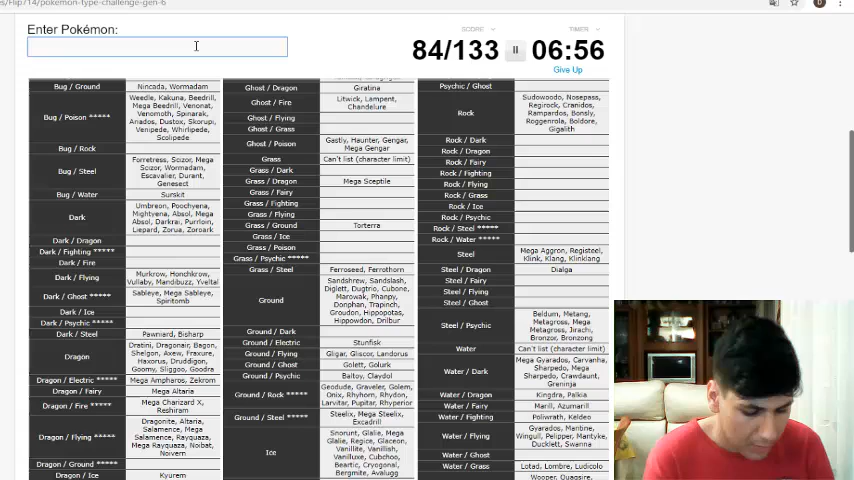 es/Flip714/pokemon-type-challenge-gen-6
Enter Pokémon:
SCORE
84/133
TIMER
06:56
Give Up
Bug / Ground
Nincada, Wormadam
Bug / Poison *****
Weedle, Kakuna, Beedrill,
Mega Beedrill, Venonat,
Venomoth, Spinarak,
Ariados, Dustox, Skorupi,
Venipede, Whirlipede,
Scolipede
Bug / Rock
Bug / Steel
Forretress, Scizor, Mega
Scizor, Wormadam,
Escavalier, Durant,
Genesect
Bug / Water
Surskit
Dark
Umbreon, Poochyena,
Mightyena, Absol, Mega
Absol, Darkrai, Purrloin,
Liepard, Zorua, Zoroark
Dark / Dragon
Dark / Fighting *****
Dark / Fire
Dark / Flying
Murkrow, Honchkrow,
Vullaby, Mandibuzz, Yveltal
Dark / Ghost *****
Sableye, Mega Sableye,
Spiritomb
Dark / Ice
Dark / Psychic *****
Dark / Steel
Pawniard, Bisharp
Dragon
Dratini, Dragonair, Bagon,
Shelgon, Axew, Fraxure,
Haxorus, Druddigon,
Goomy, Sliggoo, Goodra
Dragon / Electric *****
Mega Ampharos, Zekrom
Dragon / Fairy
Mega Altaria
Dragon / Fire *****
Mega Charizard X,
Reshiram
Dragon / Flying *****
Dragonite, Altaria,
Salamence, Mega
Salamence, Rayquaza,
Mega Rayquaza, Noibat,
Noivern
Dragon / Ground *****
Dragon / Ice
Kyurem
Ghost / Dragon
Giratina
Ghost / Fire
Litwick, Lampent,
Chandelure
Ghost / Flying
Ghost / Grass
Ghost / Poison
Gastly, Haunter, Gengar,
Mega Gengar
Grass
Can't list (character limit)
Grass / Dark
Grass / Dragon
Mega Sceptile
Grass / Fairy
Grass / Fighting
Grass / Flying
Grass / Ground
Torterra
Grass / Ice
Grass / Poison
Grass / Psychic *****
Grass / Steel
Ferroseed, Ferrothorn
Ground
Sandshrew, Sandslash,
Diglett, Dugtrio, Cubone,
Marowak, Phanpy,
Donphan, Trapinch,
Groudon, Hippopotas,
Hippowdon, Drilbur
Ground / Dark
Ground / Electric
Stunfisk
Ground / Flying
Gligar, Gliscor, Landorus
Ground / Ghost
Golett, Golurk
Ground / Psychic
Baltoy, Claydol
Ground / Rock *****
Geodude, Graveler, Golem,
Onix, Rhyhorn, Rhydon,
Larvitar, Pupitar, Rhyperior
Ground / Steel *****
Steelix, Mega Steelix,
Excadrill
Ice
Snorunt, Glalie, Mega
Glalie, Regice, Glaceon,
Vanillite, Vanillish,
Vanilluxe, Cubchoo,
Beartic, Cryogonal,
Bergmite, Avalugg
Psychic / Ghost
Rock
Sudowoodo, Nosepass,
Regirock, Cranidos,
Rampardos, Bonsly,
Roggenrola, Boldore,
Gigalith
Rock / Dark
Rock / Dragon
Rock / Fairy
Rock / Fighting
Rock / Flying
Rock / Grass
Rock / Ice
Rock / Psychic
Rock / Steel *****
Rock / Water *****
Steel
Mega Aggron, Registeel,
Klink, Klang, Klinklang
Steel / Dragon
Dialga
Steel / Fairy
Steel / Flying
Steel / Ghost
Steel / Psychic
Beldum, Metang,
Metagross, Mega
Metagross, Jirachi,
Bronzor, Bronzong
Water
Can't list (character limit)
Water / Dark
Mega Gyarados, Carvanha,
Sharpedo, Mega
Sharpedo, Crawdaunt,
Greninja
Water / Dragon
Kingdra, Palkia
Water / Fairy
Marill, Azumarill
Water / Fighting
Poliwrath, Keldeo
Water / Flying
Gyarados, Mantine,
Wingull, Pelipper, Mantyke,
Ducklett, Swanna
Water / Ghost
Water / Grass
Lotad, Lombre, Ludicolo
Wooper, Quagsire,